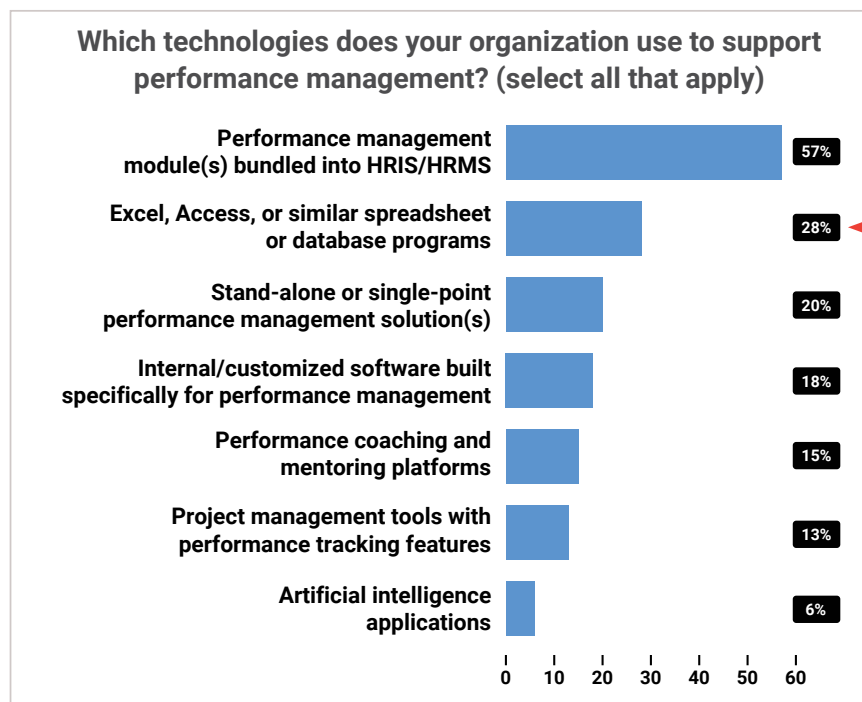 Which technologies does your organization use to support
performance management? (select all that apply)
Performance management
module(s) bundled into HRIS/HRMS
57%
Excel, Access, or similar spreadsheet
or database programs
28%
Stand-alone or single-point
performance management solution(s)
20%
Internal/customized software built
specifically for performance management
18%
Performance coaching and
mentoring platforms
15%
Project management tools with
performance tracking features
13%
Artificial intelligence
applications
6%
0 10 20 30 40 50 60